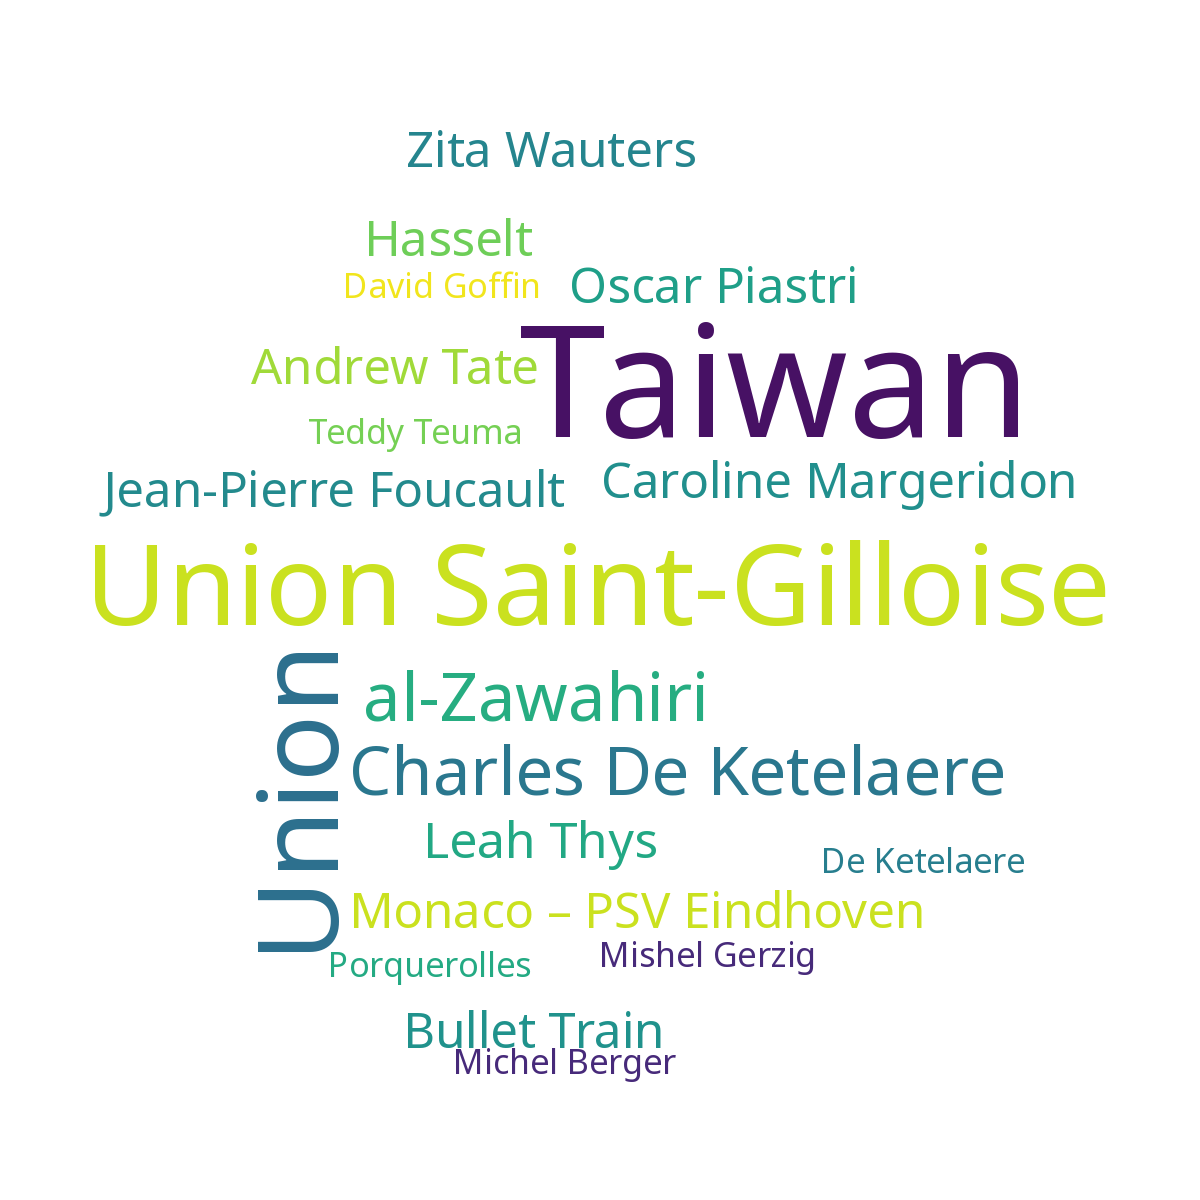 Zita Wauters
Hasselt
David Goffin
Oscar Piastri
Andrew Tate
Taiwan
Teddy Teuma
Jean-Pierre Foucault
Caroline Margeridon
Union Saint-Gilloise
Union
al-Zawahiri
Charles De Ketelaere
Leah Thys
De Ketelaere
Monaco – PSV Eindhoven
Mishel Gerzig
Porquerolles
Bullet Train
Michel Berger